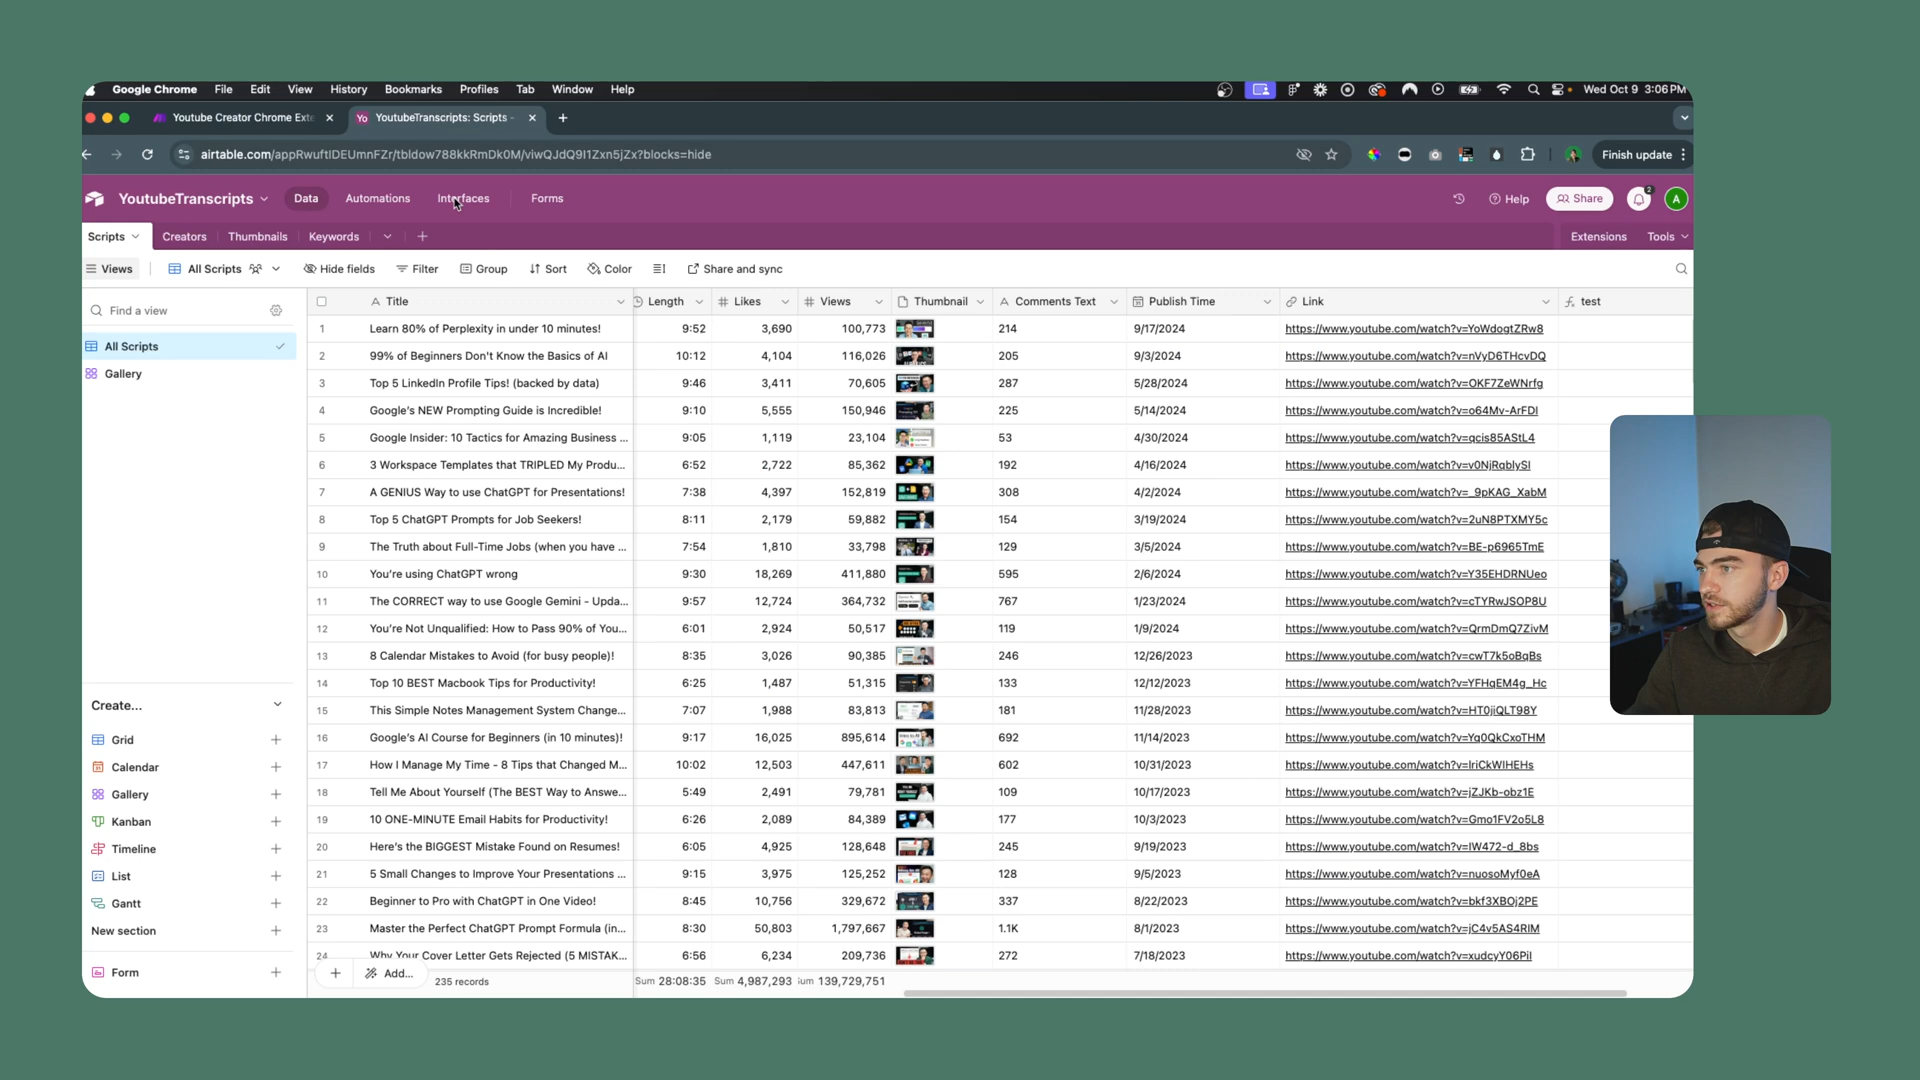 Google Chrome File Edit View History Bookmarks Profiles Tab Window Help Wed Oct 9 3:06 PM
Youtube Creator Chrome Exte YoutubeTranscripts: Scripts -
airtable.com/appRwuftIDEUmnFZr/tbldow788kkRmDk0M/viwQJdQ9I1Zxn5jZx?blocks=hide Finish update
YoutubeTranscripts Data Automations Interfaces Forms Help Share 2 A
Scripts Creators Thumbnails Keywords Extensions Tools
Views All Scripts Hide fields Filter Group Sort Color Share and sync
Find a view
All Scripts
Gallery
Create...
Grid
Calendar
Gallery
Kanban
Timeline
List
Gantt
New section
Form
Title Length Likes Views Thumbnail Comments Text Publish Time Link test
1 Learn 80% of Perplexity in under 10 minutes! 9:52 3,690 100,773 214 9/17/2024 https://www.youtube.com/watch?v=YoWdogtZRw8
2 99% of Beginners Don't Know the Basics of AI 10:12 4,104 116,026 205 9/3/2024 https://www.youtube.com/watch?v=nVyD6THcvDQ
3 Top 5 LinkedIn Profile Tips! (backed by data) 9:46 3,411 70,605 287 5/28/2024 https://www.youtube.com/watch?v=OKF7ZeWNrfg
4 Google's NEW Prompting Guide is Incredible! 9:10 5,555 150,946 225 5/14/2024 https://www.youtube.com/watch?v=o64Mv-ArFDI
5 Google Insider: 10 Tactics for Amazing Business ... 9:05 1,119 23,104 53 4/30/2024 https://www.youtube.com/watch?v=qcis85AStL4
6 3 Workspace Templates that TRIPLED My Produ... 6:52 2,722 85,362 192 4/16/2024 https://www.youtube.com/watch?v=v0NjRqbIySI
7 A GENIUS Way to use ChatGPT for Presentations! 7:38 4,397 152,819 308 4/2/2024 https://www.youtube.com/watch?v=_9pKAG_XabM
8 Top 5 ChatGPT Prompts for Job Seekers! 8:11 2,179 59,882 154 3/19/2024 https://www.youtube.com/watch?v=2uN8PTXMY5c
9 The Truth about Full-Time Jobs (when you have ... 7:54 1,810 33,798 129 3/5/2024 https://www.youtube.com/watch?v=BE-p6965TmE
10 You're using ChatGPT wrong 9:30 18,269 411,880 595 2/6/2024 https://www.youtube.com/watch?v=Y35EHDRNUeo
11 The CORRECT way to use Google Gemini - Upda... 9:57 12,724 364,732 767 1/23/2024 https://www.youtube.com/watch?v=cTYRwJSOP8U
12 You're Not Unqualified: How to Pass 90% of You... 6:01 2,924 50,517 119 1/9/2024 https://www.youtube.com/watch?v=QrmDmQ7ZivM
13 8 Calendar Mistakes to Avoid (for busy people)! 8:35 3,026 90,385 246 12/26/2023 https://www.youtube.com/watch?v=cwT7k5oBqBs
14 Top 10 BEST Macbook Tips for Productivity! 6:25 1,487 51,315 133 12/12/2023 https://www.youtube.com/watch?v=YFHqEM4g_Hc
15 This Simple Notes Management System Change... 7:07 1,988 83,813 181 11/28/2023 https://www.youtube.com/watch?v=HT0jiQLT98Y
16 Google's AI Course for Beginners (in 10 minutes)! 9:17 16,025 895,614 692 11/14/2023 https://www.youtube.com/watch?v=Yq0QkCxoTHM
17 How I Manage My Time - 8 Tips that Changed M... 10:02 12,503 447,611 602 10/31/2023 https://www.youtube.com/watch?v=lriCkWIHEHs
18 Tell Me About Yourself (The BEST Way to Answe... 5:49 2,491 79,781 109 10/17/2023 https://www.youtube.com/watch?v=jZJKb-obz1E
19 10 ONE-MINUTE Email Habits for Productivity! 6:26 2,089 84,389 177 10/3/2023 https://www.youtube.com/watch?v=Gmo1FV2o5L8
20 Here's the BIGGEST Mistake Found on Resumes! 6:05 4,925 128,648 245 9/19/2023 https://www.youtube.com/watch?v=IW472-d_8bs
21 5 Small Changes to Improve Your Presentations ... 9:15 3,975 125,252 128 9/5/2023 https://www.youtube.com/watch?v=nuosoMyf0eA
22 Beginner to Pro with ChatGPT in One Video! 8:45 10,756 329,672 337 8/22/2023 https://www.youtube.com/watch?v=bkf3XBOj2PE
23 Master the Perfect ChatGPT Prompt Formula (in... 8:30 50,803 1,797,667 1.1K 8/1/2023 https://www.youtube.com/watch?v=jC4v5AS4RIM
24 Why Your Cover Letter Gets Rejected (5 MISTAK... 6:56 6,234 209,736 272 7/18/2023 https://www.youtube.com/watch?v=xudcyY06PiI
Add... 235 records Sum 28:08:35 Sum 4,987,293 um 139,729,751